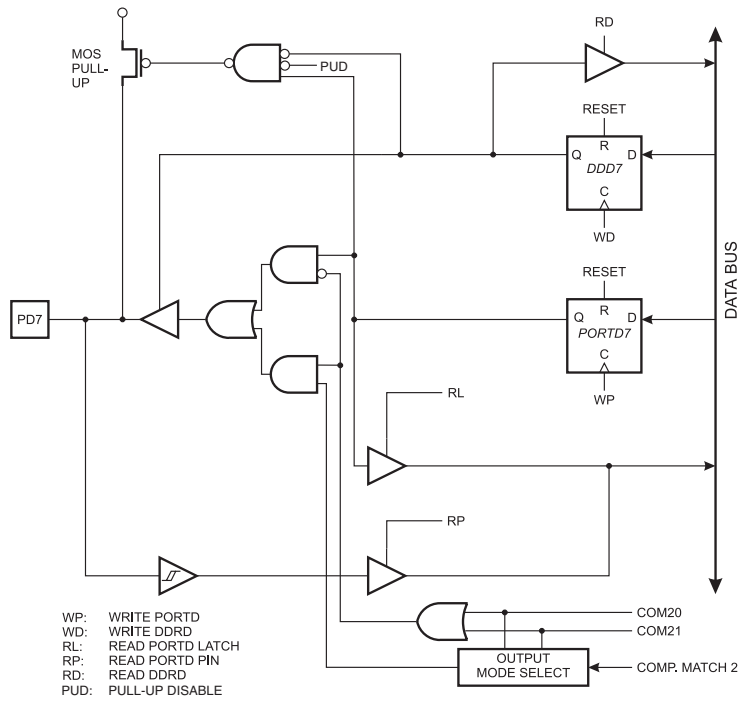 RD
MOS
PULL-
UP
PUD
RESET
R
Q
D
DDD7
C
WD
DATA BUS
RESET
R
Q
D
PD7
PORTD7
C
WP
RL
RP
WP: WRITE PORTD
WD: WRITE DDRD
RL: READ PORTD LATCH
RP: READ PORTD PIN
RD: READ DDRD
PUD: PULL-UP DISABLE
COM20
COM21
OUTPUT
MODE SELECT
COMP. MATCH 2